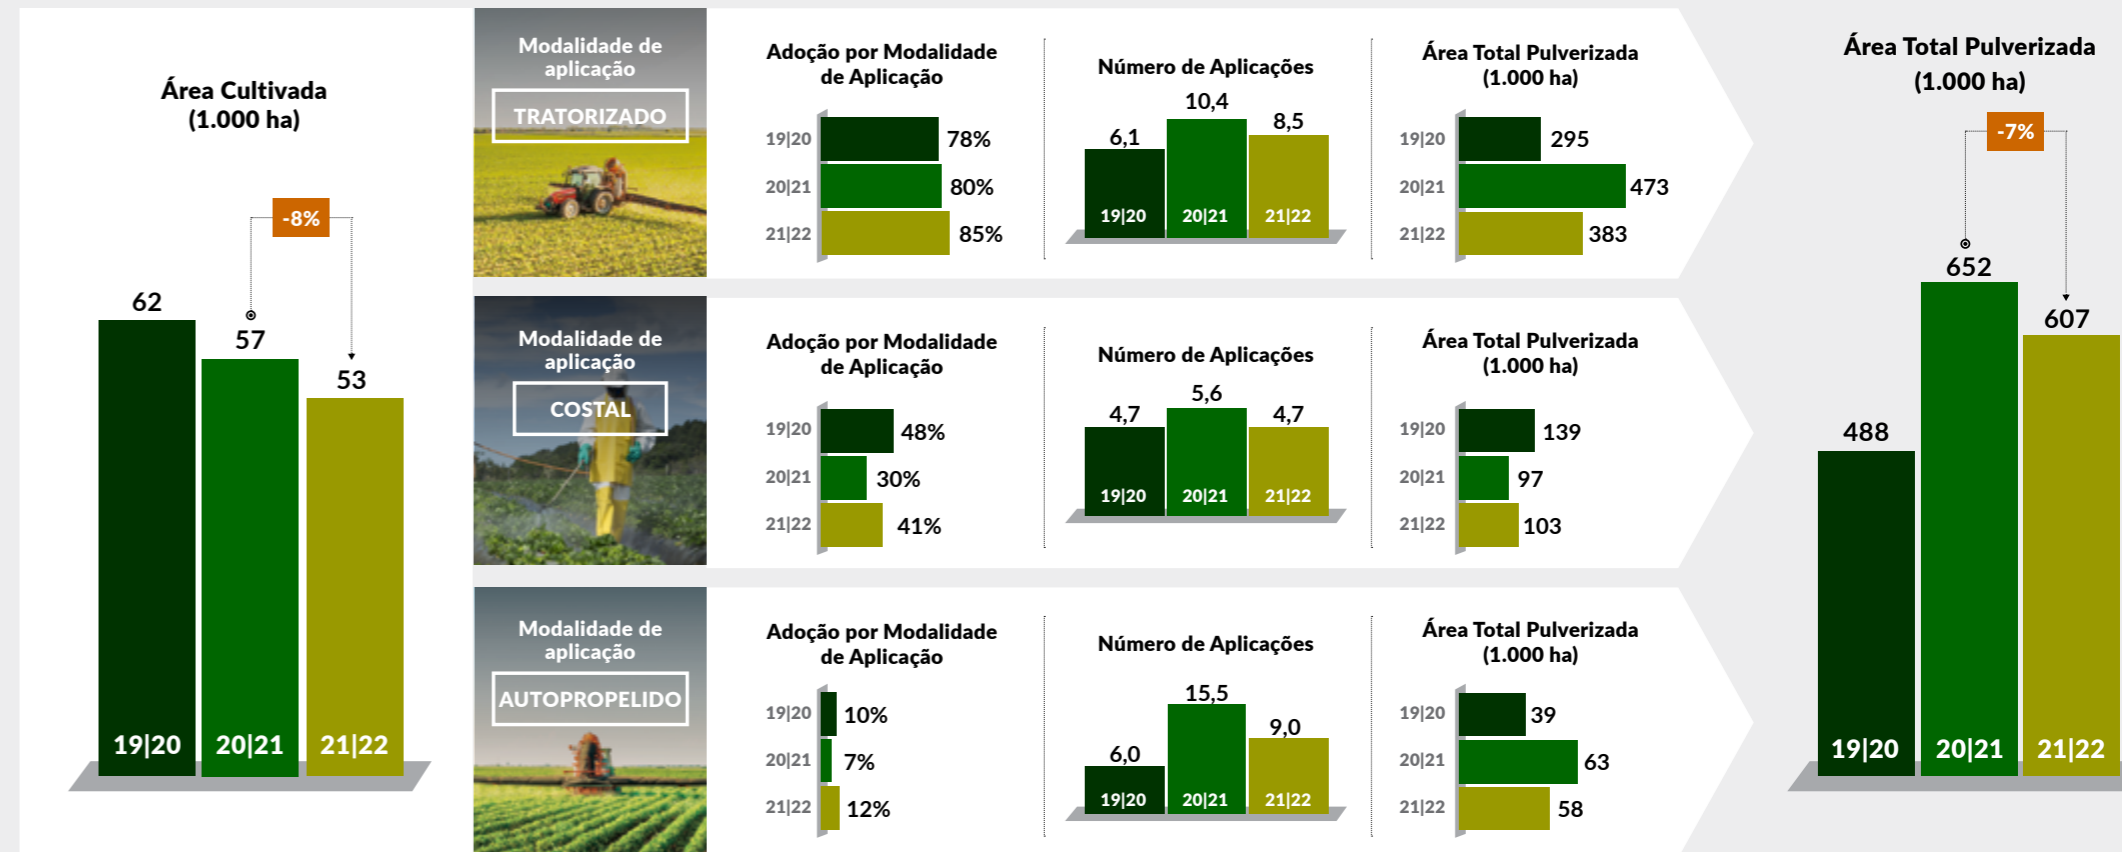 Área Cultivada
(1.000 ha)
-8%
62
57
53
19|20
20|21
21|22
Modalidade de
aplicação
TRATORIZADO
Adoção por Modalidade
de Aplicação
19|20
78%
20|21
80%
21|22
85%
Número de Aplicações
6,1
10,4
8,5
19|20
20|21
21|22
Área Total Pulverizada
(1.000 ha)
19|20
295
20|21
473
21|22
383
Modalidade de
aplicação
COSTAL
Adoção por Modalidade
de Aplicação
19|20
48%
20|21
30%
21|22
41%
Número de Aplicações
4,7
5,6
4,7
19|20
20|21
21|22
Área Total Pulverizada
(1.000 ha)
19|20
139
20|21
97
21|22
103
Modalidade de
aplicação
AUTOPROPELIDO
Adoção por Modalidade
de Aplicação
19|20
10%
20|21
7%
21|22
12%
Número de Aplicações
6,0
15,5
9,0
19|20
20|21
21|22
Área Total Pulverizada
(1.000 ha)
19|20
39
20|21
63
21|22
58
Área Total Pulverizada
(1.000 ha)
-7%
488
652
607
19|20
20|21
21|22